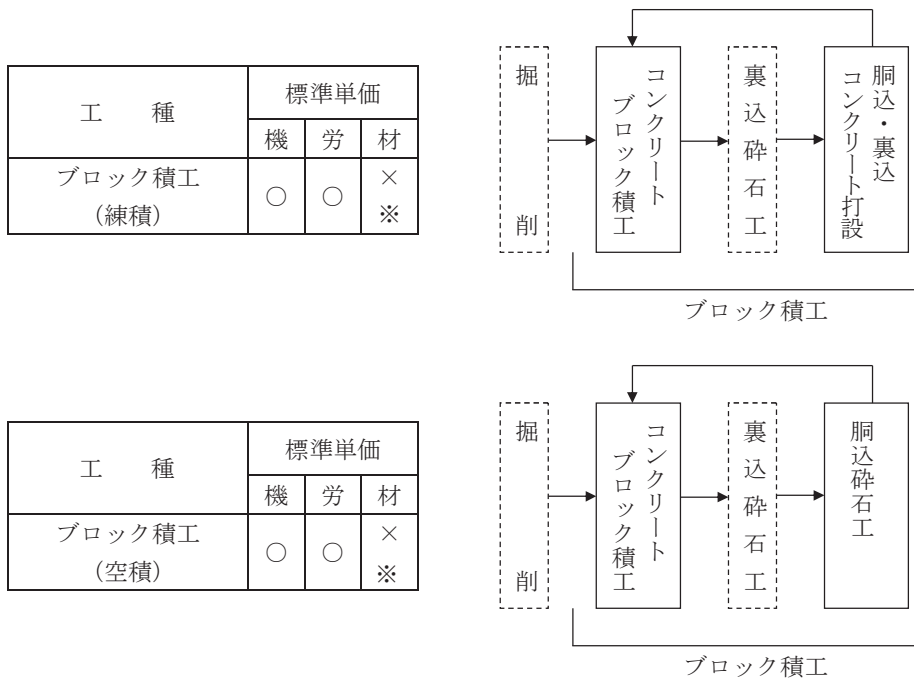 工　種
標準単価
機 労 材
ブロック積工
(練積)
○ ○ ×
※
掘削
コンクリート
ブロック積工
裏込砕石工
胴込・裏込
コンクリート打設
ブロック積工
工　種
標準単価
機 労 材
ブロック積工
(空積)
○ ○ ×
※
掘削
コンクリート
ブロック積工
裏込砕石工
胴込砕石工
ブロック積工